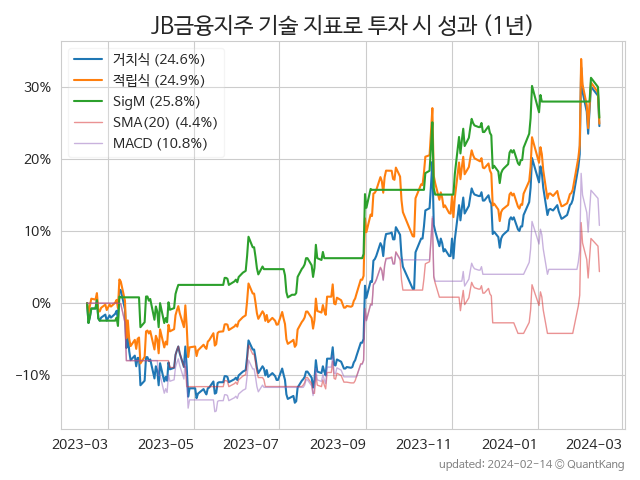 JB금융지주 기술 지표로 투자 시 성과 (1년)
거치식 (24.6%)
적립식 (24.9%)
SigM (25.8%)
SMA(20) (4.4%)
MACD (10.8%)
30%
20%
10%
0%
−10%
2023-03 2023-05 2023-07 2023-09 2023-11 2024-01 2024-03
updated: 2024-02-14 © QuantKang